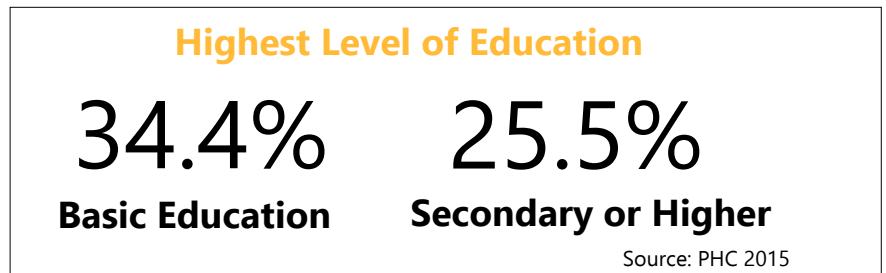 Highest Level of Education
34.4% 25.5%
Basic Education Secondary or Higher
Source: PHC 2015